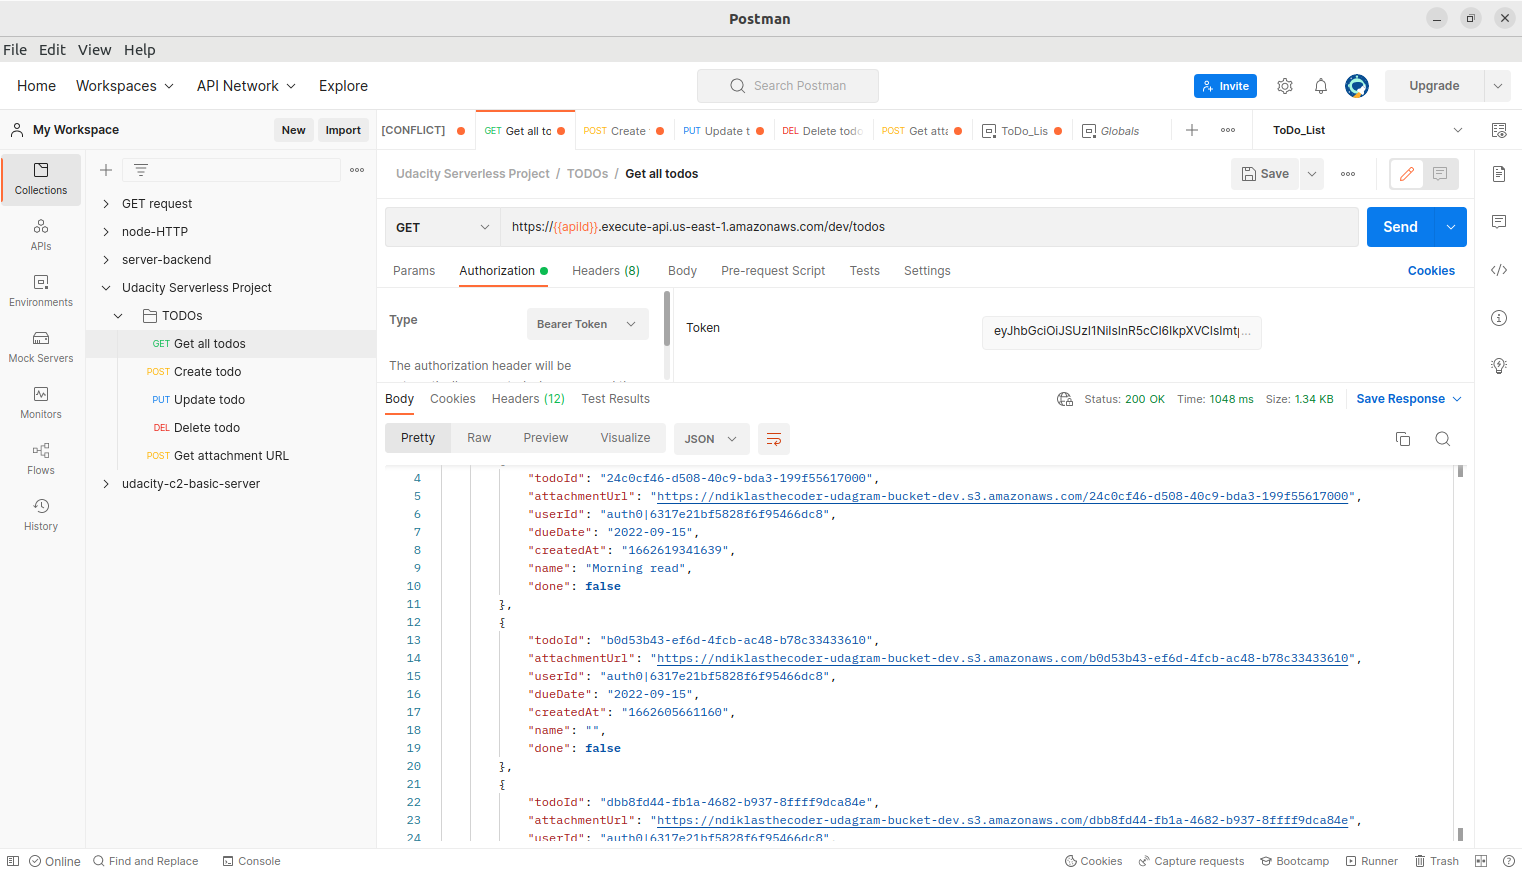 Postman
File Edit View Help
Home Workspaces API Network Explore Search Postman Invite Upgrade
My Workspace New Import
[CONFLICT] GET Get all to POST Create PUT Update t DEL Delete todo POST Get atta ToDo_Lis Globals ToDo_List
Collections
APIs
Environments
Mock Servers
Monitors
Flows
History
GET request
node-HTTP
server-backend
Udacity Serverless Project
TODOs
GET Get all todos
POST Create todo
PUT Update todo
DEL Delete todo
POST Get attachment URL
udacity-c2-basic-server
Udacity Serverless Project / TODOs / Get all todos Save
GET https://{{apiId}}.execute-api.us-east-1.amazonaws.com/dev/todos Send
Params Authorization Headers (8) Body Pre-request Script Tests Settings Cookies
Type Bearer Token
The authorization header will be
Token
Body Cookies Headers (12) Test Results Status: 200 OK Time: 1048 ms Size: 1.34 KB Save Response
Pretty Raw Preview Visualize JSON
4 "todoId": "24c0cf46-d508-40c9-bda3-199f55617000",
5 "attachmentUrl": "https://ndiklasthecoder-udagram-bucket-dev.s3.amazonaws.com/24c0cf46-d508-40c9-bda3-199f55617000",
6 "userId": "auth0|6317e21bf5828f6f95466dc8",
7 "dueDate": "2022-09-15",
8 "createdAt": "1662619341639",
9 "name": "Morning read",
10 "done": false
11 },
12 {
13 "todoId": "b0d53b43-ef6d-4fcb-ac48-b78c33433610",
14 "attachmentUrl": "https://ndiklasthecoder-udagram-bucket-dev.s3.amazonaws.com/b0d53b43-ef6d-4fcb-ac48-b78c33433610",
15 "userId": "auth0|6317e21bf5828f6f95466dc8",
16 "dueDate": "2022-09-15",
17 "createdAt": "1662605661160",
18 "name": "",
19 "done": false
20 },
21 {
22 "todoId": "dbb8fd44-fb1a-4682-b937-8ffff9dca84e",
23 "attachmentUrl": "https://ndiklasthecoder-udagram-bucket-dev.s3.amazonaws.com/dbb8fd44-fb1a-4682-b937-8ffff9dca84e",
24 "userId": "auth0|6317e21bf5828f6f95466dc8",
Online Find and Replace Console Cookies Capture requests Bootcamp Runner Trash